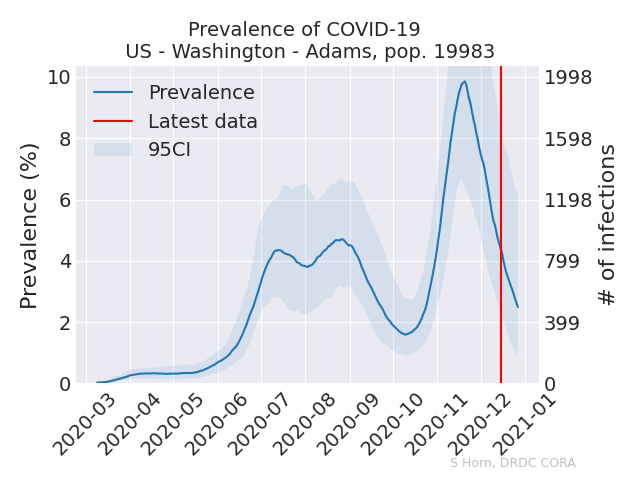 Prevalence of COVID-19
US - Washington - Adams, pop. 19983
Prevalence
Latest data
95CI
Prevalence (%)
10
8
6
4
2
0
1998
1598
1198
799
399
0
# of infections
2020-03
2020-04
2020-05
2020-06
2020-07
2020-08
2020-09
2020-10
2020-11
2020-12
2021-01
S Horn, DRDC CORA